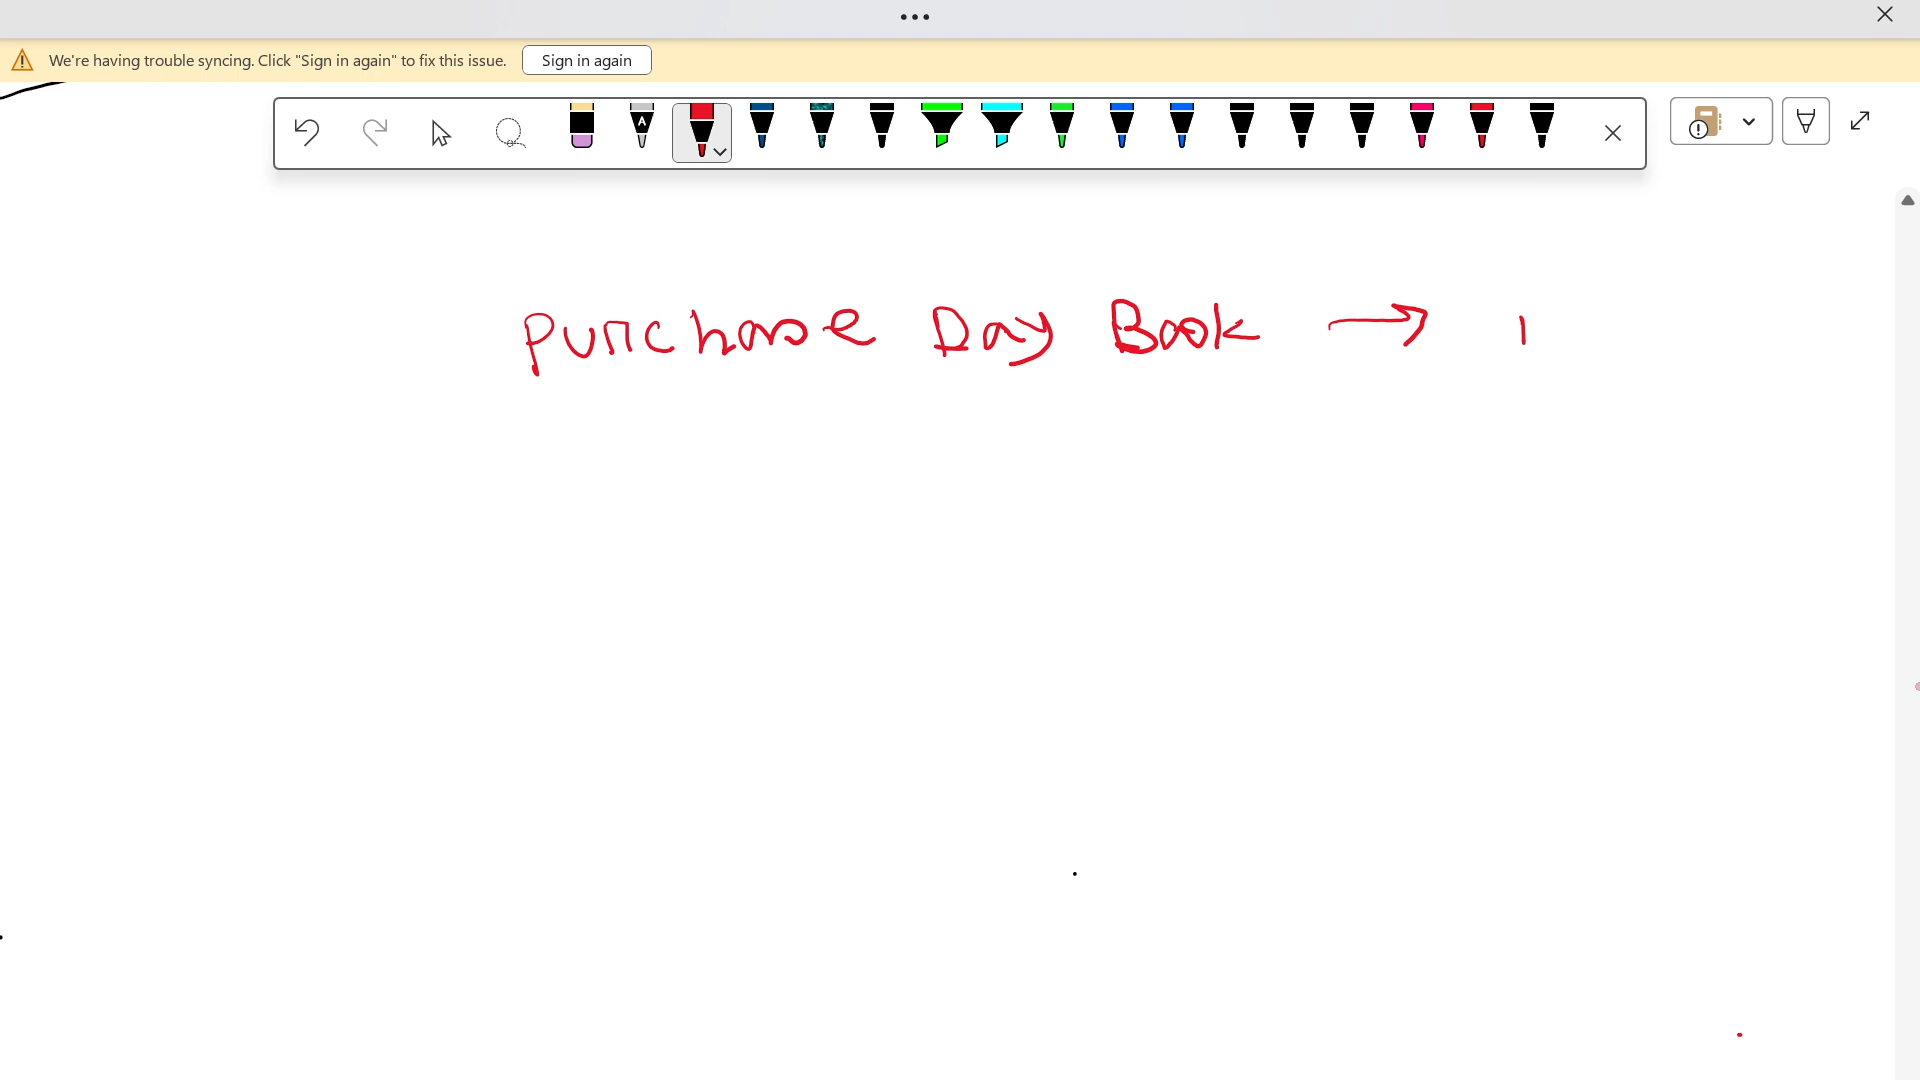 We're having trouble syncing. Click "Sign in again" to fix this issue. Sign in again
A
Purchase Day Book →